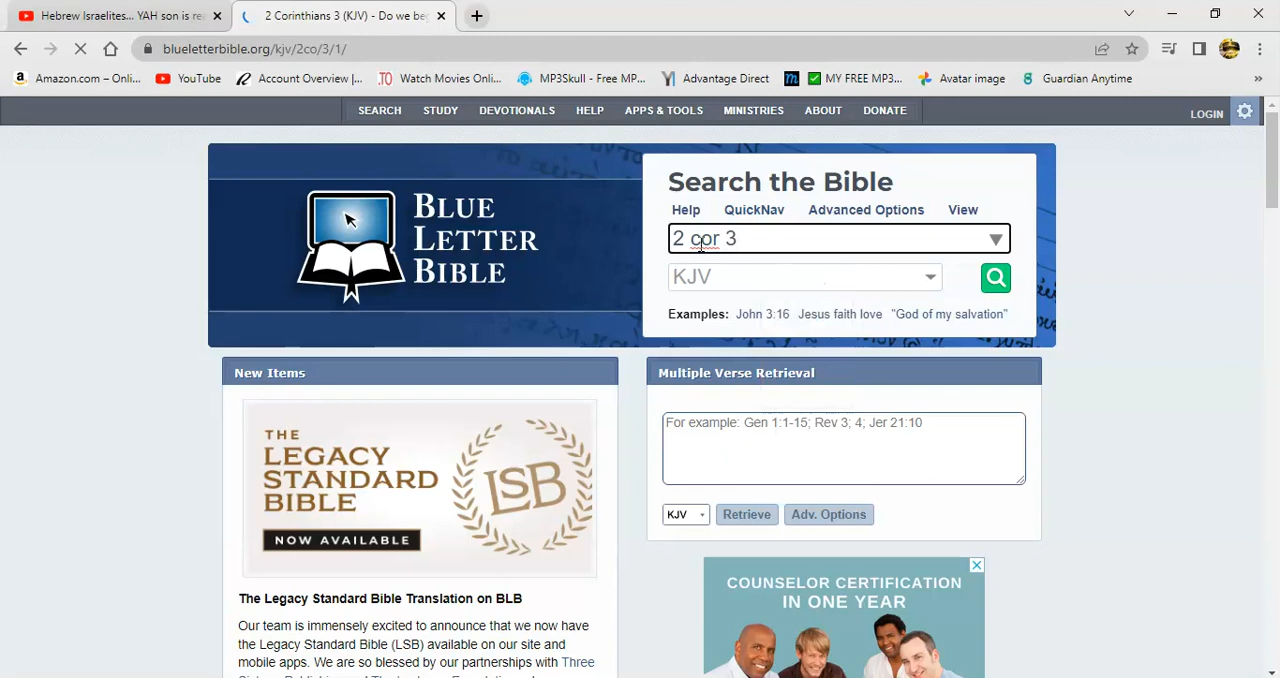 Hebrew Israelites... YAH son is rea
2 Corinthians 3 (KJV) - Do we beg
blueletterbible.org/kjv/2co/3/1/
Amazon.com – Onli... YouTube Account Overview |... TO Watch Movies Onl... MP3Skull - Free MP... Advantage Direct m MY FREE MP3... Avatar image 8 Guardian Anytime »
SEARCH STUDY DEVOTIONALS HELP APPS & TOOLS MINISTRIES ABOUT DONATE
LOGIN
BLUE
LETTER
BIBLE
Search the Bible
Help QuickNav Advanced Options View
2 cor 3
KJV
Examples: John 3:16 Jesus faith love "God of my salvation"
New Items
THE
LEGACY
STANDARD
BIBLE
NOW AVAILABLE
LSB
The Legacy Standard Bible Translation on BLB
Our team is immensely excited to announce that we now have
the Legacy Standard Bible (LSB) available on our site and
mobile apps. We are so blessed by our partnerships with Three
Multiple Verse Retrieval
For example: Gen 1:1-15; Rev 3; 4; Jer 21:10
KJV Retrieve Adv. Options
COUNSELOR CERTIFICATION
IN ONE YEAR